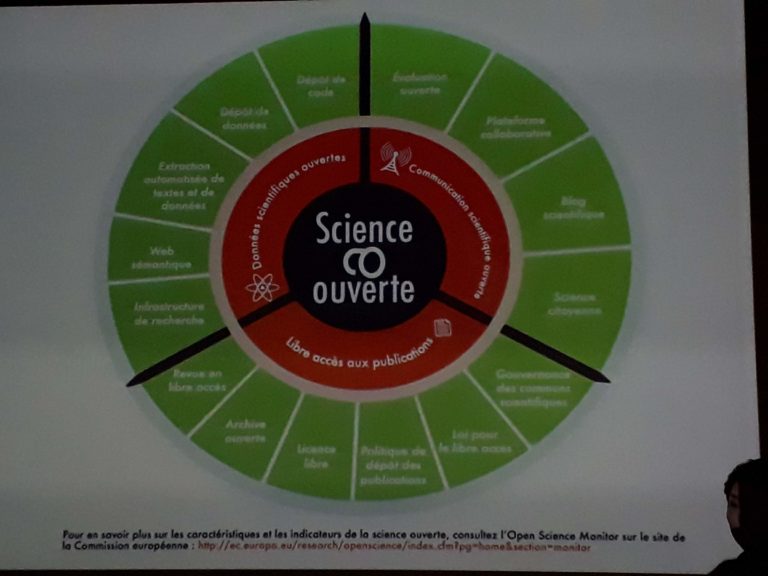 Science
ouverte
Communication scientifique ouverte
Libre accès aux publications
Données scientifiques ouvertes
Évaluation
ouverte
Plateforme
collaborative
Blog
scientifique
Science
citoyenne
Gouvernance
des communs
scientifiques
Loi pour
le libre accès
Politique de
dépôt des
publications
Licence
libre
Archive
ouverte
Revue en
libre accès
Infrastructure
de recherche
Web
sémantique
Extraction
automatisée de
textes et de
données
Dépôt de
données
Dépôt de
code
Pour en savoir plus sur les caractéristiques et les indicateurs de la science ouverte, consultez l'Open Science Monitor sur le site de
la Commission européenne : http://ec.europa.eu/research/openscience/index.cfm?pg=home&section=monitor